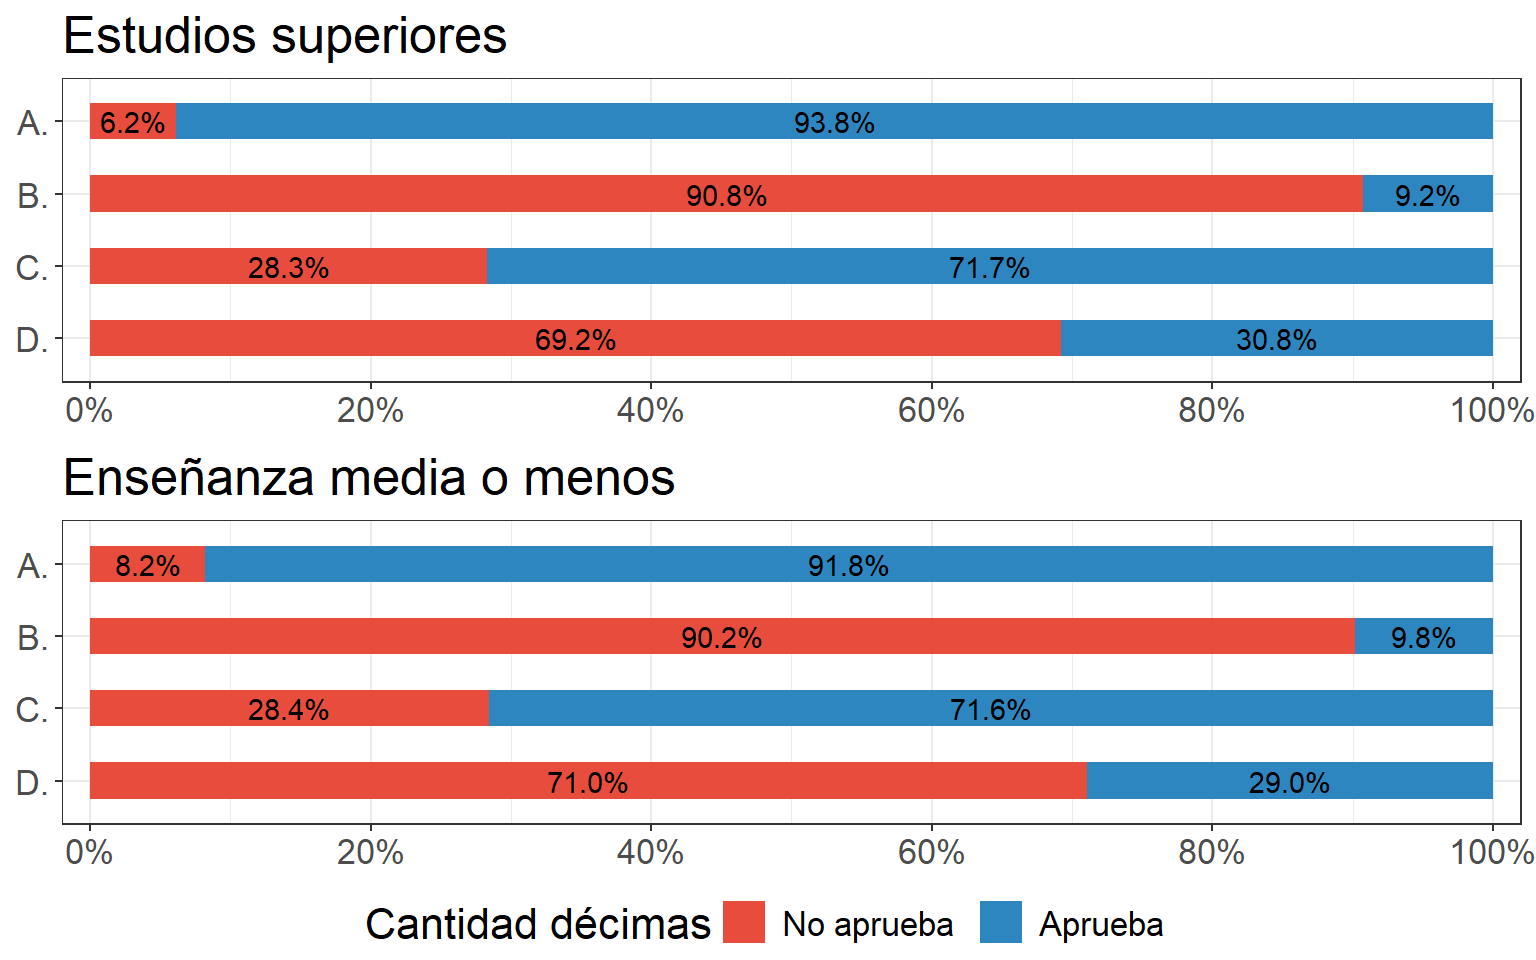 Estudios superiores
A. 6.2% 93.8%
B. 90.8% 9.2%
C. 28.3% 71.7%
D. 69.2% 30.8%
0% 20% 40% 60% 80% 100%
Enseñanza media o menos
A. 8.2% 91.8%
B. 90.2% 9.8%
C. 28.4% 71.6%
D. 71.0% 29.0%
0% 20% 40% 60% 80% 100%
Cantidad décimas No aprueba Aprueba